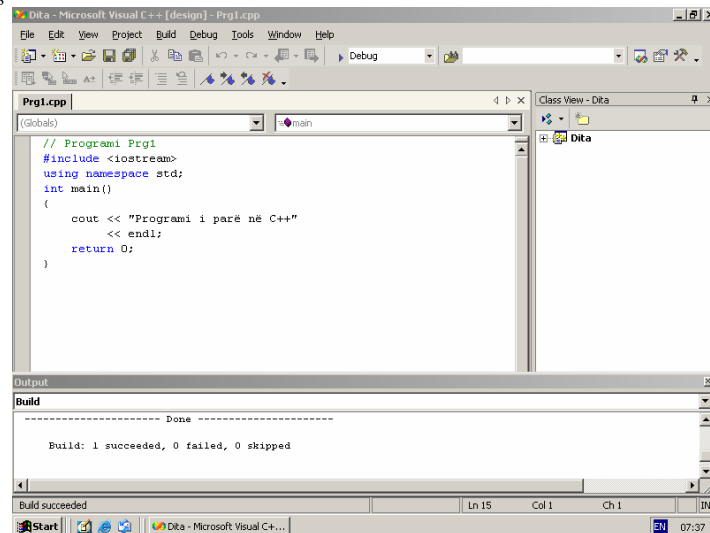 Dita - Microsoft Visual C++ [design] - Prg1.cpp
File Edit View Project Build Debug Tools Window Help
Debug
Prg1.cpp
Class View - Dita
(Globals)
main
Dita
// Programi Prg1
#include <iostream>
using namespace std;
int main()
{
cout << "Programi i parë në C++"
<< endl;
return 0;
}
Output
Build
---------------------- Done ----------------------
Build: 1 succeeded, 0 failed, 0 skipped
Build succeeded
Ln 15 Col 1 Ch 1
Start
Dita - Microsoft Visual C+...
EN 07:37